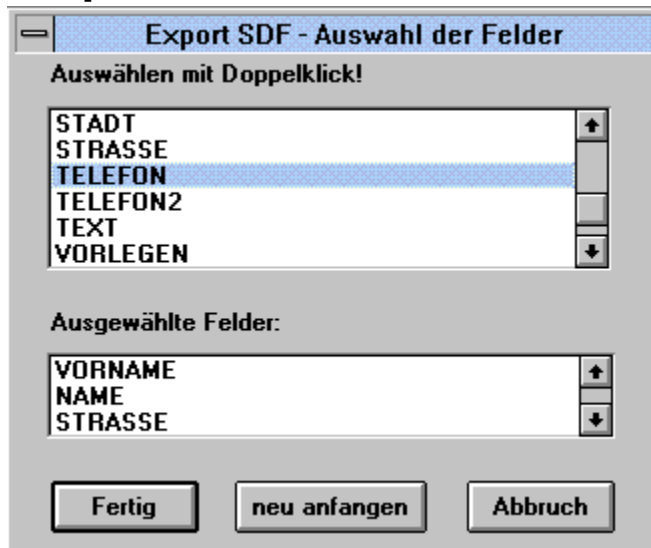 Export SDF - Auswahl der Felder
Auswählen mit Doppelklick!
STADT
STRASSE
TELEFON
TELEFON2
TEXT
VORLEGEN
Ausgewählte Felder:
VORNAME
NAME
STRASSE
Fertig
neu anfangen
Abbruch